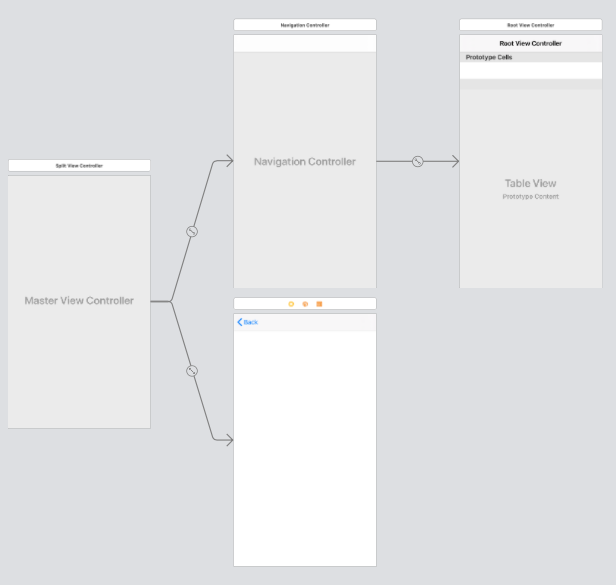 Navigation Controller
Root View Controller
Root View Controller
Prototype Cells
Navigation Controller
Split View Controller
Table View
Prototype Content
Master View Controller
Back